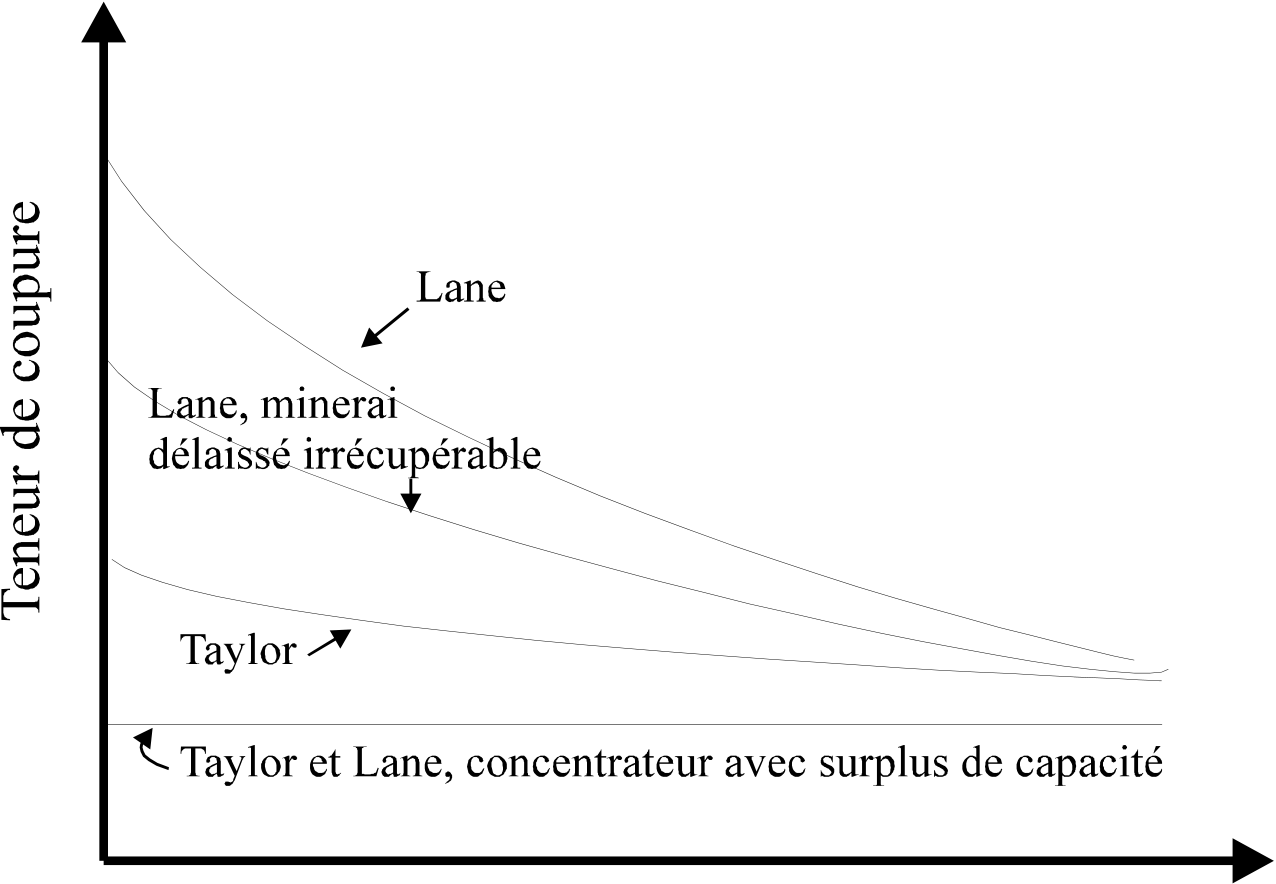 Teneur de coupure
Lane
Lane, minerai
délaissé irrécupérable
Taylor
Taylor et Lane, concentrateur avec surplus de capacité